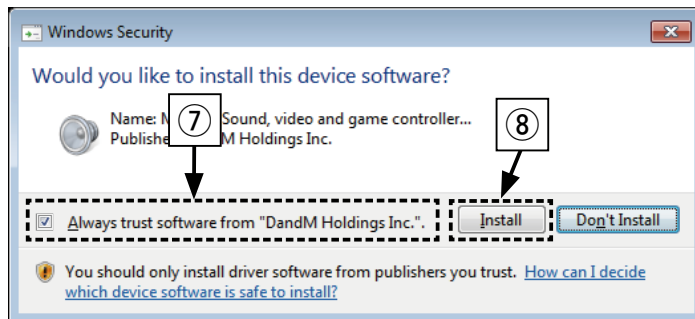 Windows Security
Would you like to install this device software?
Name: M Sound, video and game controller...
Publishe M Holdings Inc.
⑦
⑧
Always trust software from "DandM Holdings Inc.".
Install
Don't Install
You should only install driver software from publishers you trust. How can I decide
which device software is safe to install?